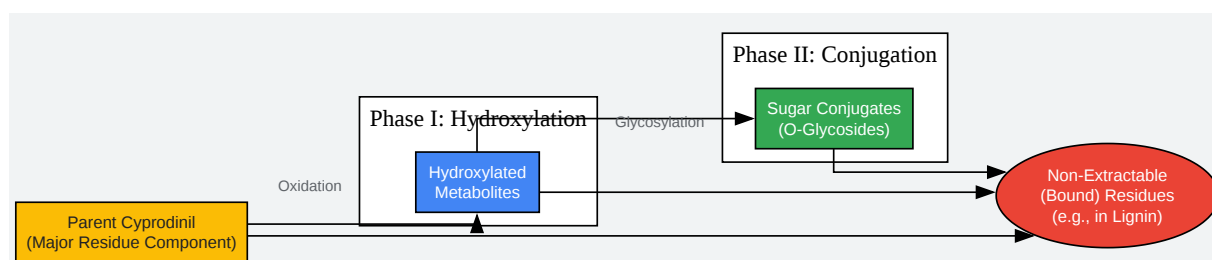 Phase II: Conjugation
Sugar Conjugates
(O-Glycosides)
Phase I: Hydroxylation
Glycosylation
Hydroxylated
Metabolites
Oxidation
Non-Extractable
(Bound) Residues
(e.g., in Lignin)
Parent Cyprodinil
(Major Residue Component)